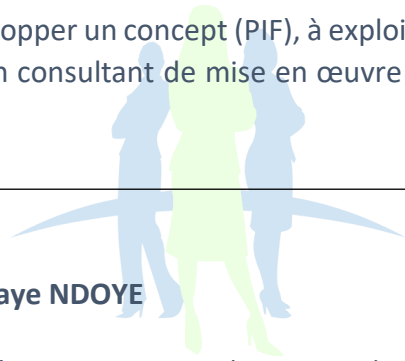 opper un concept (PIF), à exploi
n consultant de mise en œuvre
aye NDOYE